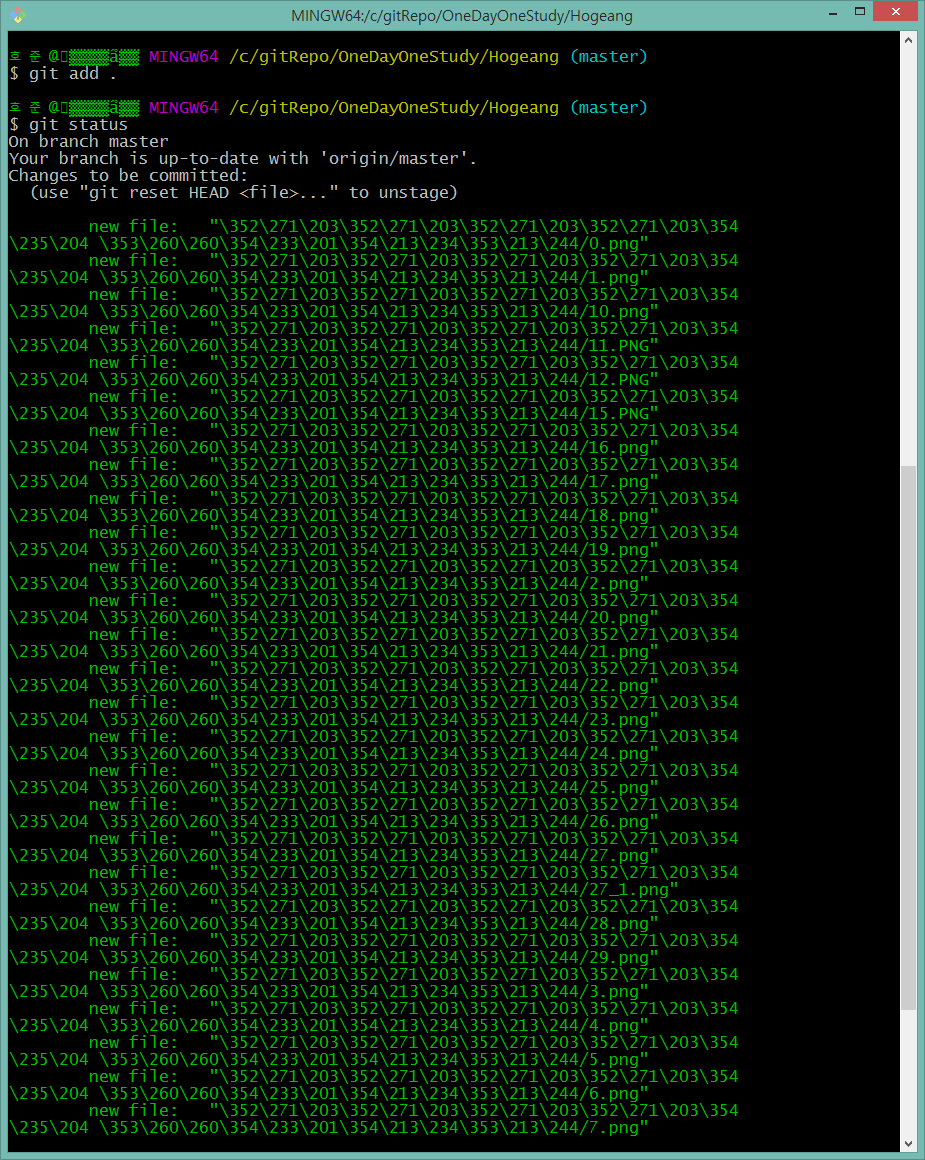 MINGW64:/c/gitRepo/OneDayOneStudy/Hogeang
호 준 @ MINGW64 /c/gitRepo/OneDayOneStudy/Hogeang (master)
$ git add .
호 준 @ MINGW64 /c/gitRepo/OneDayOneStudy/Hogeang (master)
$ git status
On branch master
Your branch is up-to-date with 'origin/master'.
Changes to be committed:
(use "git reset HEAD <file>..." to unstage)
new file: "\352\271\203\352\271\203\352\271\203\352\271\203\354
\235\204 \353\260\260\354\233\201\354\213\234\353\213\244/0.png"
new file: "\352\271\203\352\271\203\352\271\203\352\271\203\354
\235\204 \353\260\260\354\233\201\354\213\234\353\213\244/1.png"
new file: "\352\271\203\352\271\203\352\271\203\352\271\203\354
\235\204 \353\260\260\354\233\201\354\213\234\353\213\244/10.png"
new file: "\352\271\203\352\271\203\352\271\203\352\271\203\354
\235\204 \353\260\260\354\233\201\354\213\234\353\213\244/11.PNG"
new file: "\352\271\203\352\271\203\352\271\203\352\271\203\354
\235\204 \353\260\260\354\233\201\354\213\234\353\213\244/12.PNG"
new file: "\352\271\203\352\271\203\352\271\203\352\271\203\354
\235\204 \353\260\260\354\233\201\354\213\234\353\213\244/15.PNG"
new file: "\352\271\203\352\271\203\352\271\203\352\271\203\354
\235\204 \353\260\260\354\233\201\354\213\234\353\213\244/16.png"
new file: "\352\271\203\352\271\203\352\271\203\352\271\203\354
\235\204 \353\260\260\354\233\201\354\213\234\353\213\244/17.png"
new file: "\352\271\203\352\271\203\352\271\203\352\271\203\354
\235\204 \353\260\260\354\233\201\354\213\234\353\213\244/18.png"
new file: "\352\271\203\352\271\203\352\271\203\352\271\203\354
\235\204 \353\260\260\354\233\201\354\213\234\353\213\244/19.png"
new file: "\352\271\203\352\271\203\352\271\203\352\271\203\354
\235\204 \353\260\260\354\233\201\354\213\234\353\213\244/2.png"
new file: "\352\271\203\352\271\203\352\271\203\352\271\203\354
\235\204 \353\260\260\354\233\201\354\213\234\353\213\244/20.png"
new file: "\352\271\203\352\271\203\352\271\203\352\271\203\354
\235\204 \353\260\260\354\233\201\354\213\234\353\213\244/21.png"
new file: "\352\271\203\352\271\203\352\271\203\352\271\203\354
\235\204 \353\260\260\354\233\201\354\213\234\353\213\244/22.png"
new file: "\352\271\203\352\271\203\352\271\203\352\271\203\354
\235\204 \353\260\260\354\233\201\354\213\234\353\213\244/23.png"
new file: "\352\271\203\352\271\203\352\271\203\352\271\203\354
\235\204 \353\260\260\354\233\201\354\213\234\353\213\244/24.png"
new file: "\352\271\203\352\271\203\352\271\203\352\271\203\354
\235\204 \353\260\260\354\233\201\354\213\234\353\213\244/25.png"
new file: "\352\271\203\352\271\203\352\271\203\352\271\203\354
\235\204 \353\260\260\354\233\201\354\213\234\353\213\244/26.png"
new file: "\352\271\203\352\271\203\352\271\203\352\271\203\354
\235\204 \353\260\260\354\233\201\354\213\234\353\213\244/27.png"
new file: "\352\271\203\352\271\203\352\271\203\352\271\203\354
\235\204 \353\260\260\354\233\201\354\213\234\353\213\244/27_1.png"
new file: "\352\271\203\352\271\203\352\271\203\352\271\203\354
\235\204 \353\260\260\354\233\201\354\213\234\353\213\244/28.png"
new file: "\352\271\203\352\271\203\352\271\203\352\271\203\354
\235\204 \353\260\260\354\233\201\354\213\234\353\213\244/29.png"
new file: "\352\271\203\352\271\203\352\271\203\352\271\203\354
\235\204 \353\260\260\354\233\201\354\213\234\353\213\244/3.png"
new file: "\352\271\203\352\271\203\352\271\203\352\271\203\354
\235\204 \353\260\260\354\233\201\354\213\234\353\213\244/4.png"
new file: "\352\271\203\352\271\203\352\271\203\352\271\203\354
\235\204 \353\260\260\354\233\201\354\213\234\353\213\244/5.png"
new file: "\352\271\203\352\271\203\352\271\203\352\271\203\354
\235\204 \353\260\260\354\233\201\354\213\234\353\213\244/6.png"
new file: "\352\271\203\352\271\203\352\271\203\352\271\203\354
\235\204 \353\260\260\354\233\201\354\213\234\353\213\244/7.png"